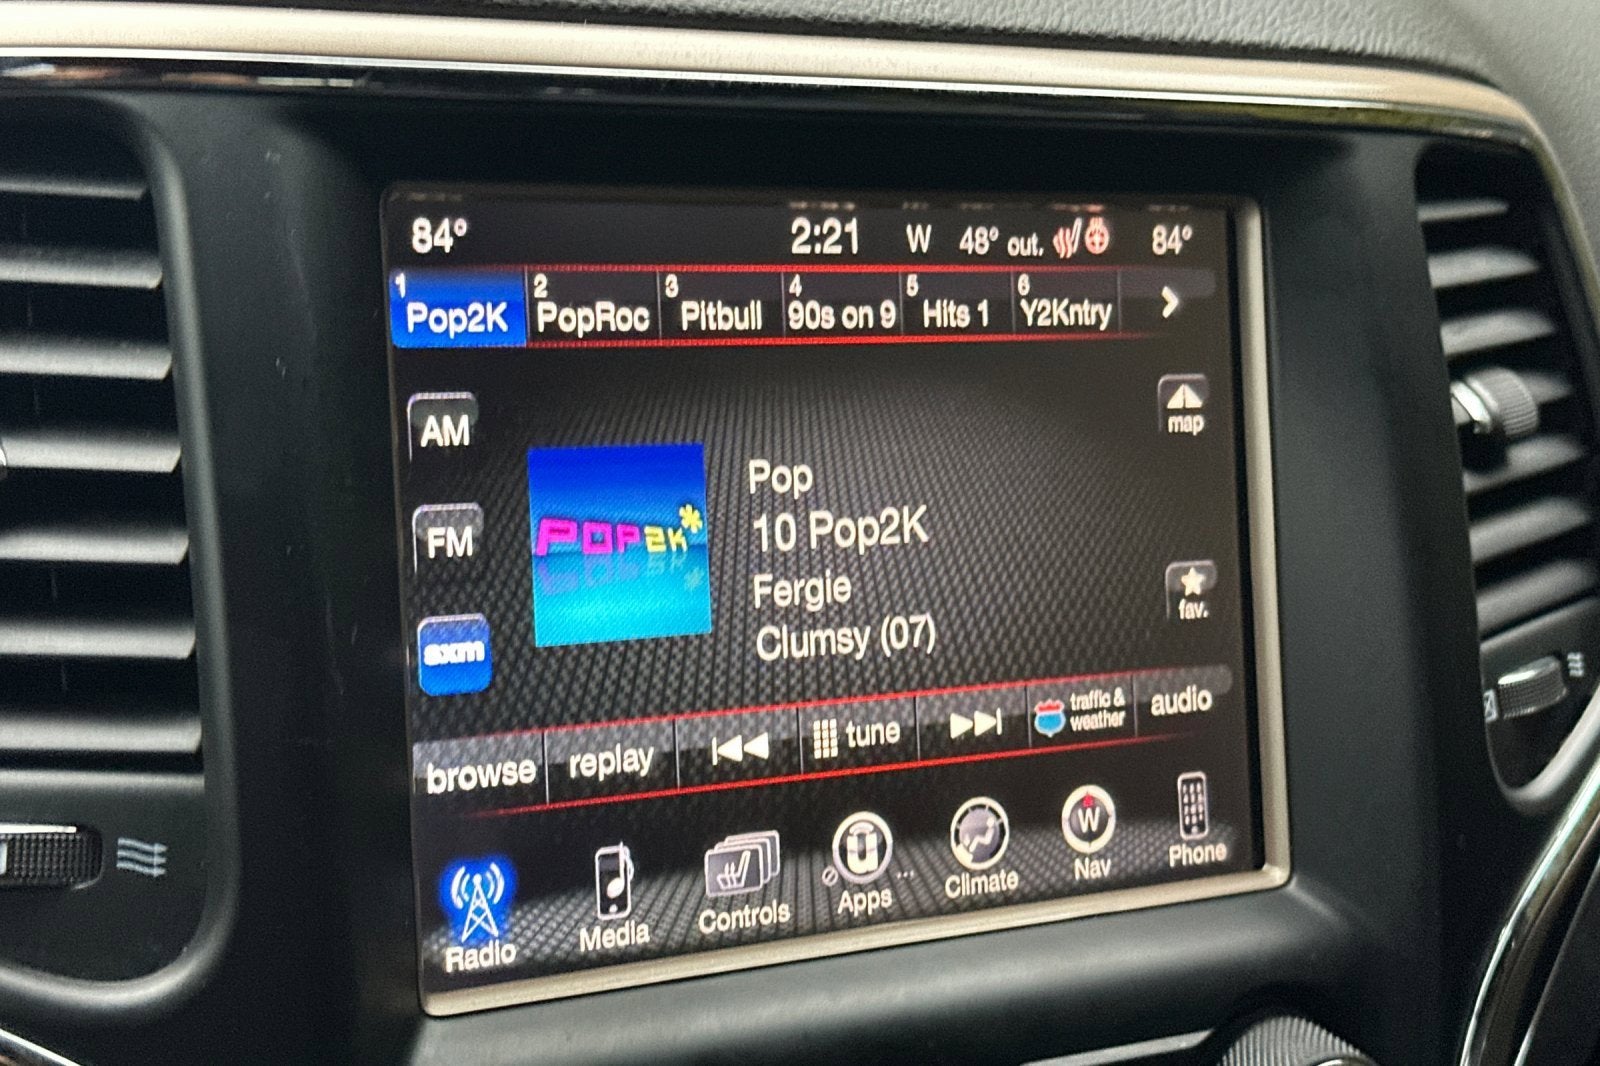 84° 2:21 W 48° out. 84°
1 Pop2K 2 PopRoc 3 Pitbull 4 90s on 9 5 Hits 1 6 Y2Kntry
AM
map
Pop
POP2K*
10 Pop2K
FM
Fergie
fav.
Clumsy (07)
sxm
browse replay tune traffic & weather audio
Radio Media Controls Apps ... Climate W Nav Phone